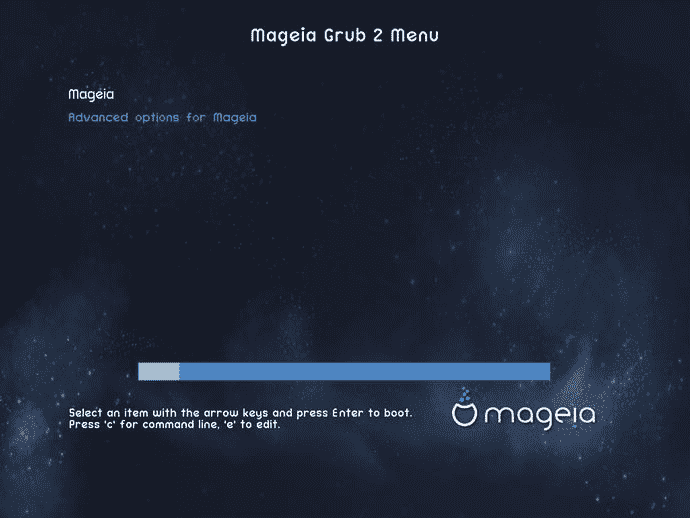 Mageia Grub 2 Menu
Mageia
Advanced options for Mageia
Select an item with the arrow keys and press Enter to boot.
Press 'c' for command line, 'e' to edit.
mageia